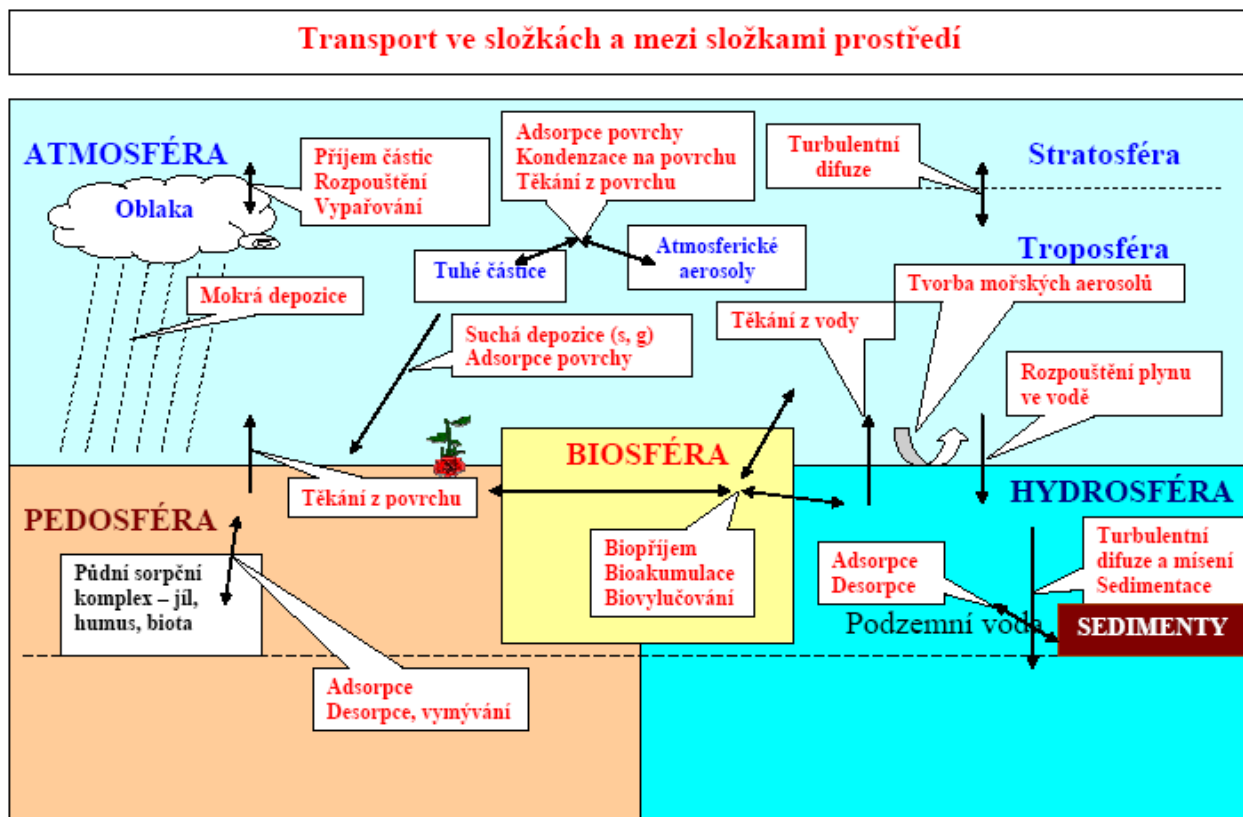 Transport ve složkách a mezi složkami prostředí
ATMOSFÉRA
Oblaka
Příjem částic
Rozpouštění
Vypařování
Adsorpce povrchy
Kondenzace na povrchu
Těkání z povrchu
Turbulentní
difuze
Stratosféra
Troposféra
Tuhé částice
Atmosferické
aerosoly
Mokrá depozice
Suchá depozice (s, g)
Adsorpce povrchy
Těkání z vody
Tvorba mořských aerosolů
Rozpouštění plynu
ve vodě
BIOSFÉRA
Těkání z povrchu
PEDOSFÉRA
HYDROSFÉRA
Půdní sorpční
komplex – jíl,
humus, biota
Biopříjem
Bioakumulace
Biovylučování
Adsorpce
Desorpce
Turbulentní
difuze a mísení
Sedimentace
Podzemní voda
SEDIMENTY
Adsorpce
Desorpce, vymývání